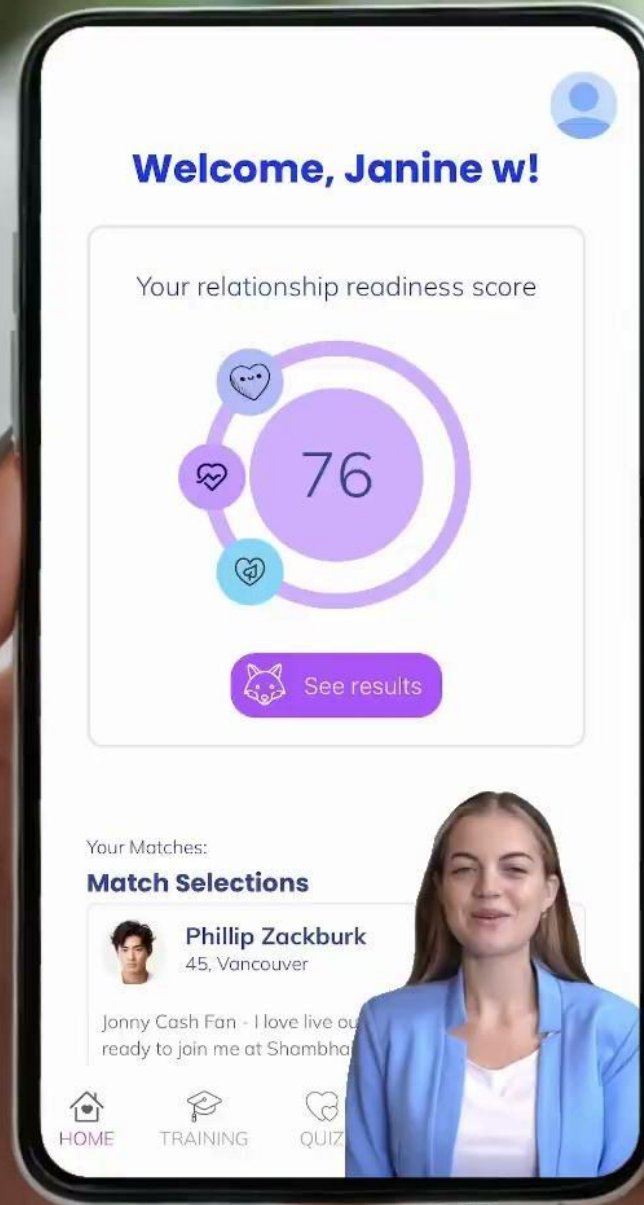 Welcome, Janine w!
Your relationship readiness score
76
See results
Your Matches:
Match Selections
Phillip Zackburk
45, Vancouver
Jonny Cash Fan - I love live ou
ready to join me at Shambha
HOME TRAINING QUIZ